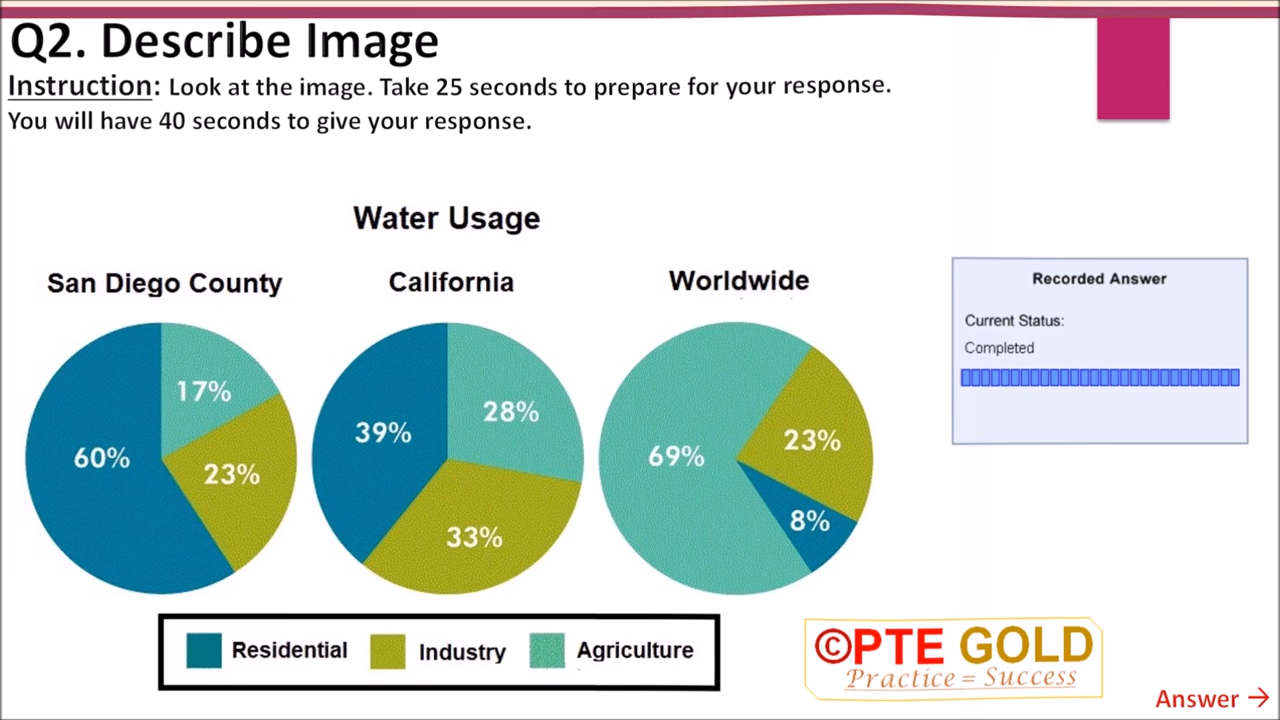 Q2. Describe Image
Instruction: Look at the image. Take 25 seconds to prepare for your response.
You will have 40 seconds to give your response.
Water Usage
San Diego County
California
Worldwide
17%
60%
23%
39%
28%
33%
69%
23%
8%
Residential
Industry
Agriculture
Recorded Answer
Current Status:
Completed
©PTE GOLD
Practice = Success
Answer →